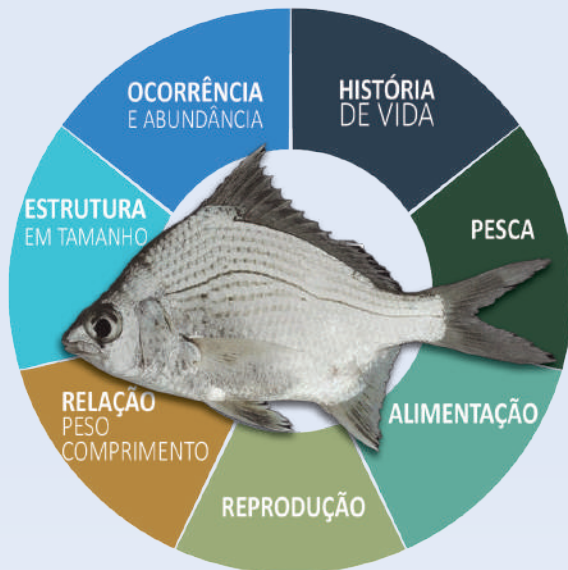 OCORRÊNCIA
E ABUNDÂNCIA
HISTÓRIA
DE VIDA
ESTRUTURA
EM TAMANHO
PESCA
RELAÇÃO
PESO
COMPRIMENTO
ALIMENTAÇÃO
REPRODUÇÃO